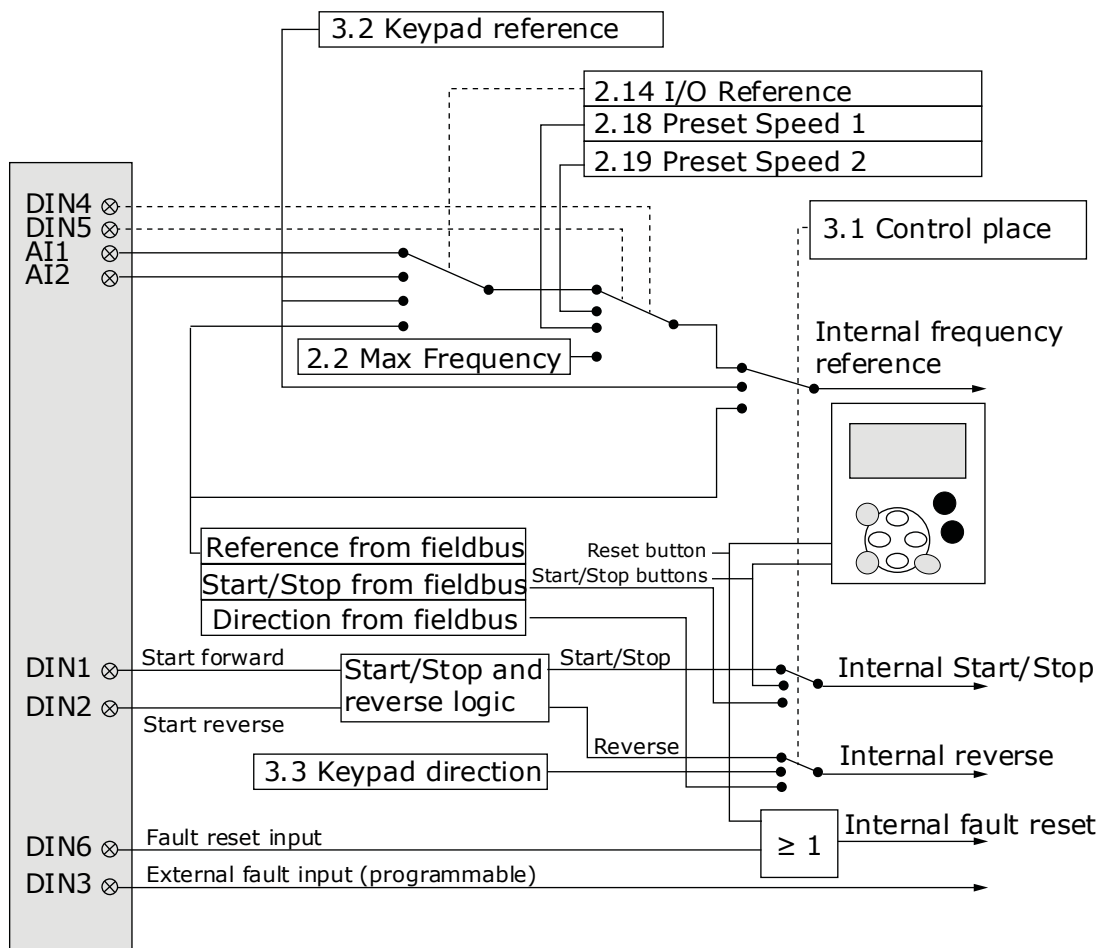 3.2 Keypad reference
2.14 I/O Reference
2.18 Preset Speed 1
2.19 Preset Speed 2
DIN4
DIN5
AI1
AI2
3.1 Control place
Internal frequency
reference
2.2 Max Frequency
Reference from fieldbus
Start/Stop from fieldbus
Direction from fieldbus
Reset button
Start/Stop buttons
DIN1
Start forward
DIN2
Start reverse
Start/Stop and
reverse logic
Start/Stop
Internal Start/Stop
Reverse
Internal reverse
3.3 Keypad direction
DIN6
Fault reset input
≥ 1
Internal fault reset
DIN3
External fault input (programmable)